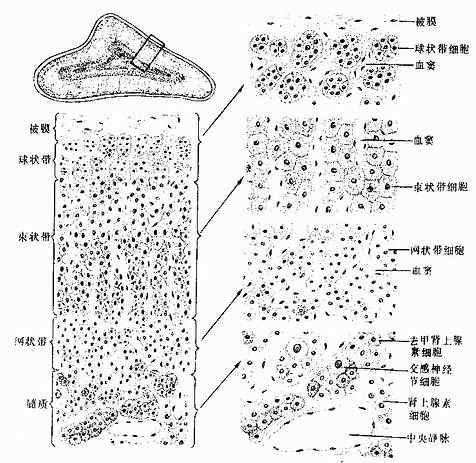 被膜
球状带
束状带
网状带
髓质
被膜
球状带细胞
血窦
血窦
束状带细胞
网状带细胞
血窦
去甲肾上腺
素细胞
交感神经
节细胞
肾上腺素
细胞
中央静脉